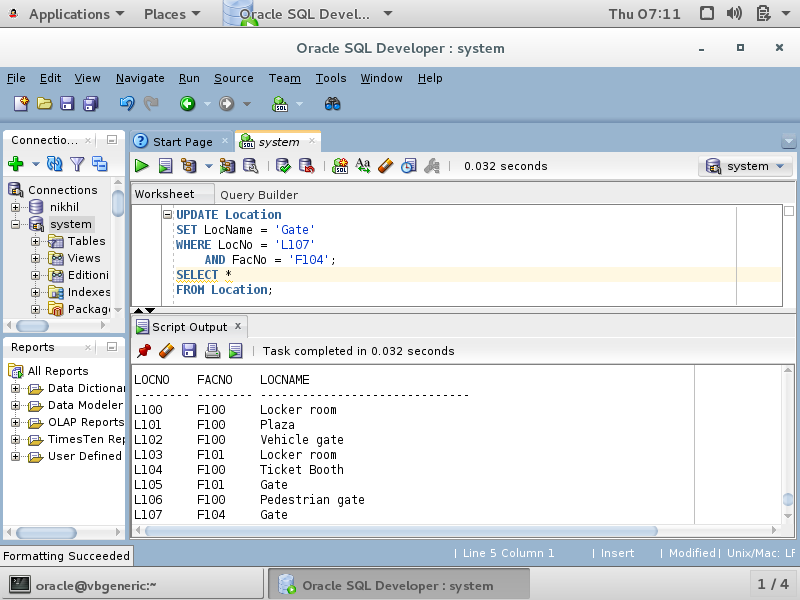 Applications Places Oracle SQL Devel... Thu 07:11
Oracle SQL Developer : system
File Edit View Navigate Run Source Team Tools Window Help
Connectio...
Start Page
system
0.032 seconds
system
Connections
nikhil
system
Tables
Views
Editioni
Indexes
Packag
Worksheet Query Builder
UPDATE Location
SET LocName = 'Gate'
WHERE LocNo = 'L107'
AND FacNo = 'F104';
SELECT *
FROM Location;
Script Output
Task completed in 0.032 seconds
Reports
All Reports
Data Dictionar
Data Modeler
OLAP Reports
TimesTen Rep
User Defined
LOCNO FACNO LOCNAME
-------- -------- ------------------------------
L100 F100 Locker room
L101 F100 Plaza
L102 F100 Vehicle gate
L103 F101 Locker room
L104 F100 Ticket Booth
L105 F101 Gate
L106 F100 Pedestrian gate
L107 F104 Gate
Formatting Succeeded
| Line 5 Column 1 | Insert | Modified | Unix/Mac: LF
oracle@vbgeneric:~
Oracle SQL Developer : system
1 / 4